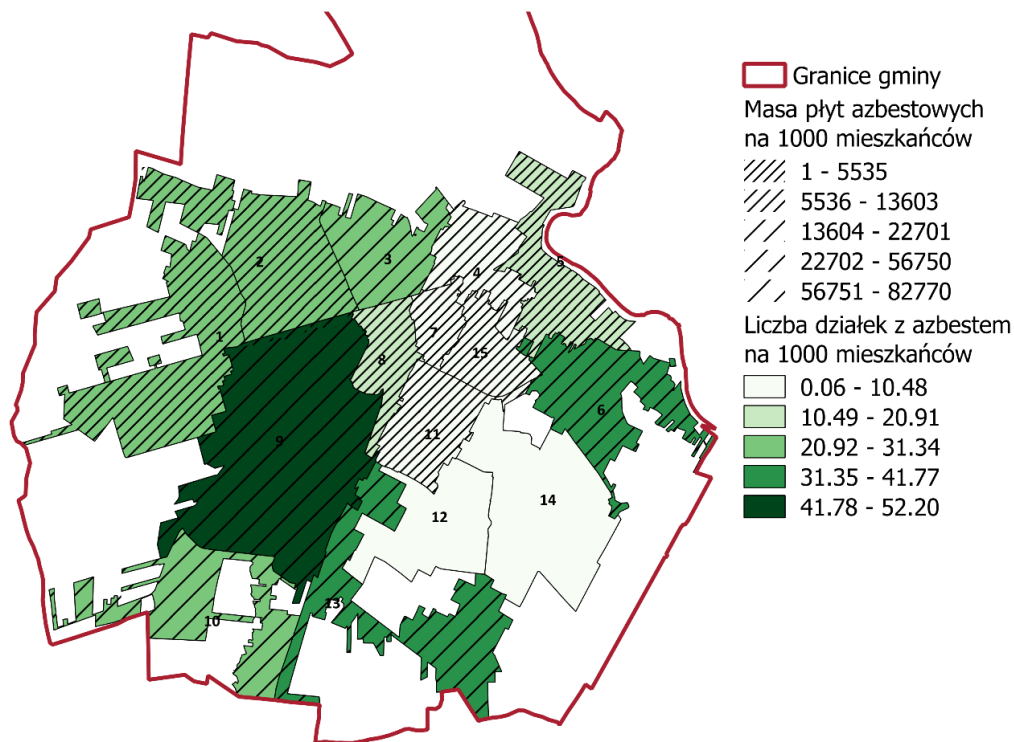 Granice gminy
Masa płyt azbestowych
na 1000 mieszkańców
1 - 5535
5536 - 13603
13604 - 22701
22702 - 56750
56751 - 82770
Liczba działek z azbestem
na 1000 mieszkańców
0.06 - 10.48
10.49 - 20.91
20.92 - 31.34
31.35 - 41.77
41.78 - 52.20
2
3
4
5
1
7
15
8
6
9
11
14
12
13
10